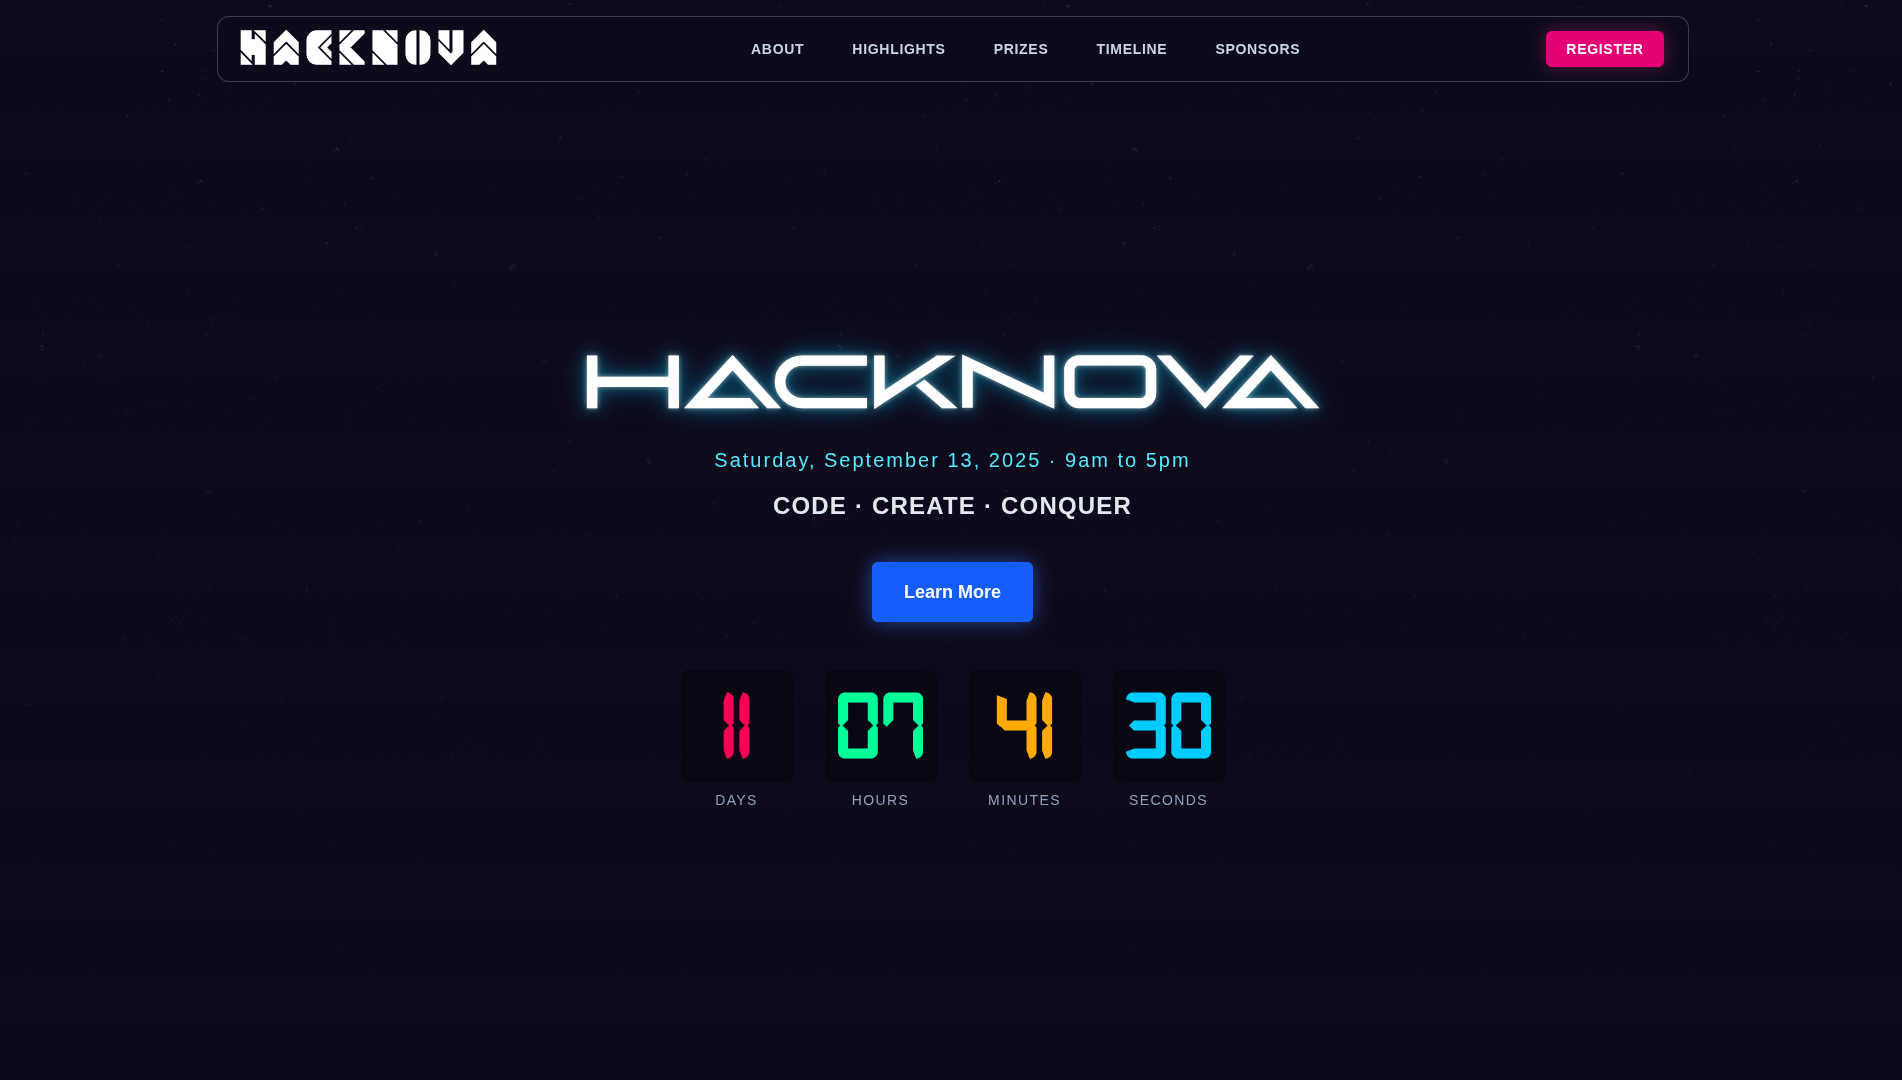 HACKNOVA
ABOUT
HIGHLIGHTS
PRIZES
TIMELINE
SPONSORS
REGISTER
HACKNOVA
Saturday, September 13, 2025 · 9am to 5pm
CODE · CREATE · CONQUER
Learn More
11
07
41
30
DAYS
HOURS
MINUTES
SECONDS